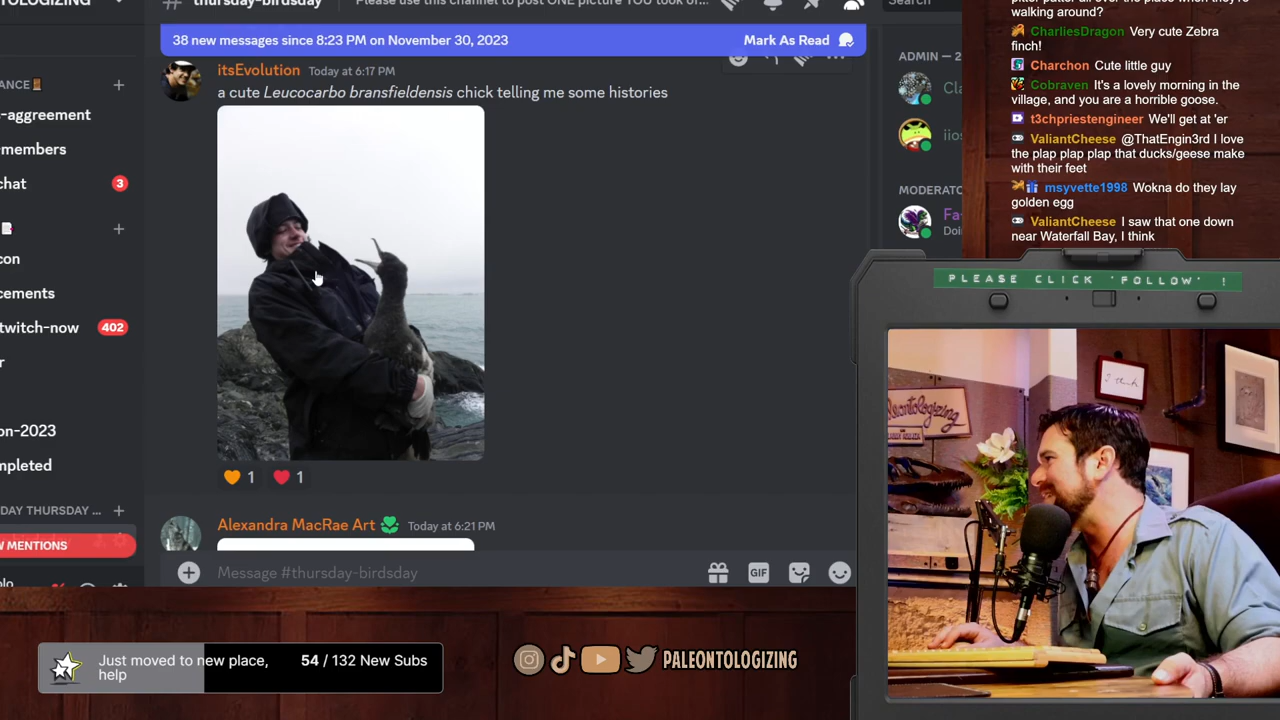 thursday-birdsday
Please use this channel to post ONE picture YOU took of...
Search
38 new messages since 8:23 PM on November 30, 2023
Mark As Read
ANCE
s-aggreement
-members
chat
3
con
cements
twitch-now
402
r
on-2023
mpleted
DAY THURSDAY ...
W MENTIONS
itsEvolution Today at 6:17 PM
a cute Leucocarbo bransfieldensis chick telling me some histories
1
1
Alexandra MacRae Art Today at 6:21 PM
Message #thursday-birdsday
GIF
ADMIN — 2
Cl
iios
MODERATO
Fa
Doi
walking around?
CharliesDragon Very cute Zebra
finch!
Charchon Cute little guy
Cobraven It's a lovely morning in the
village, and you are a horrible goose.
t3chpriestengineer We'll get at 'er
ValiantCheese @ThatEngin3rd I love
the plap plap plap that ducks/geese make
with their feet
msyvette1998 Wokna do they lay
golden egg
ValiantCheese I saw that one down
near Waterfall Bay, I think
PLEASE CLICK 'FOLLOW' !
leontologizing
Just moved to new place,
help
54 / 132 New Subs
PALEONTOLOGIZING